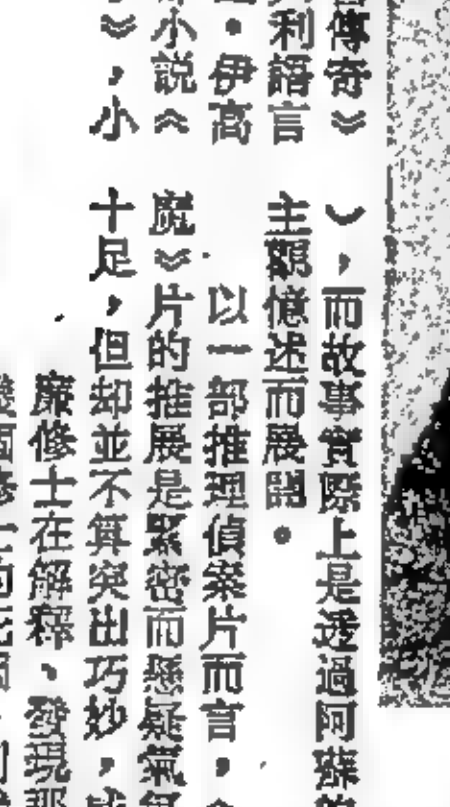 傳奇》
利語言
・伊高
小説《
》，小
），而故事實際上是透過阿蘇
主觀憶述而展開。
以一部推理偵案片而言，
魔》片的推展是緊密而懸疑氣
十足，但却並不算突出巧妙，
廉修士在解釋、發現那